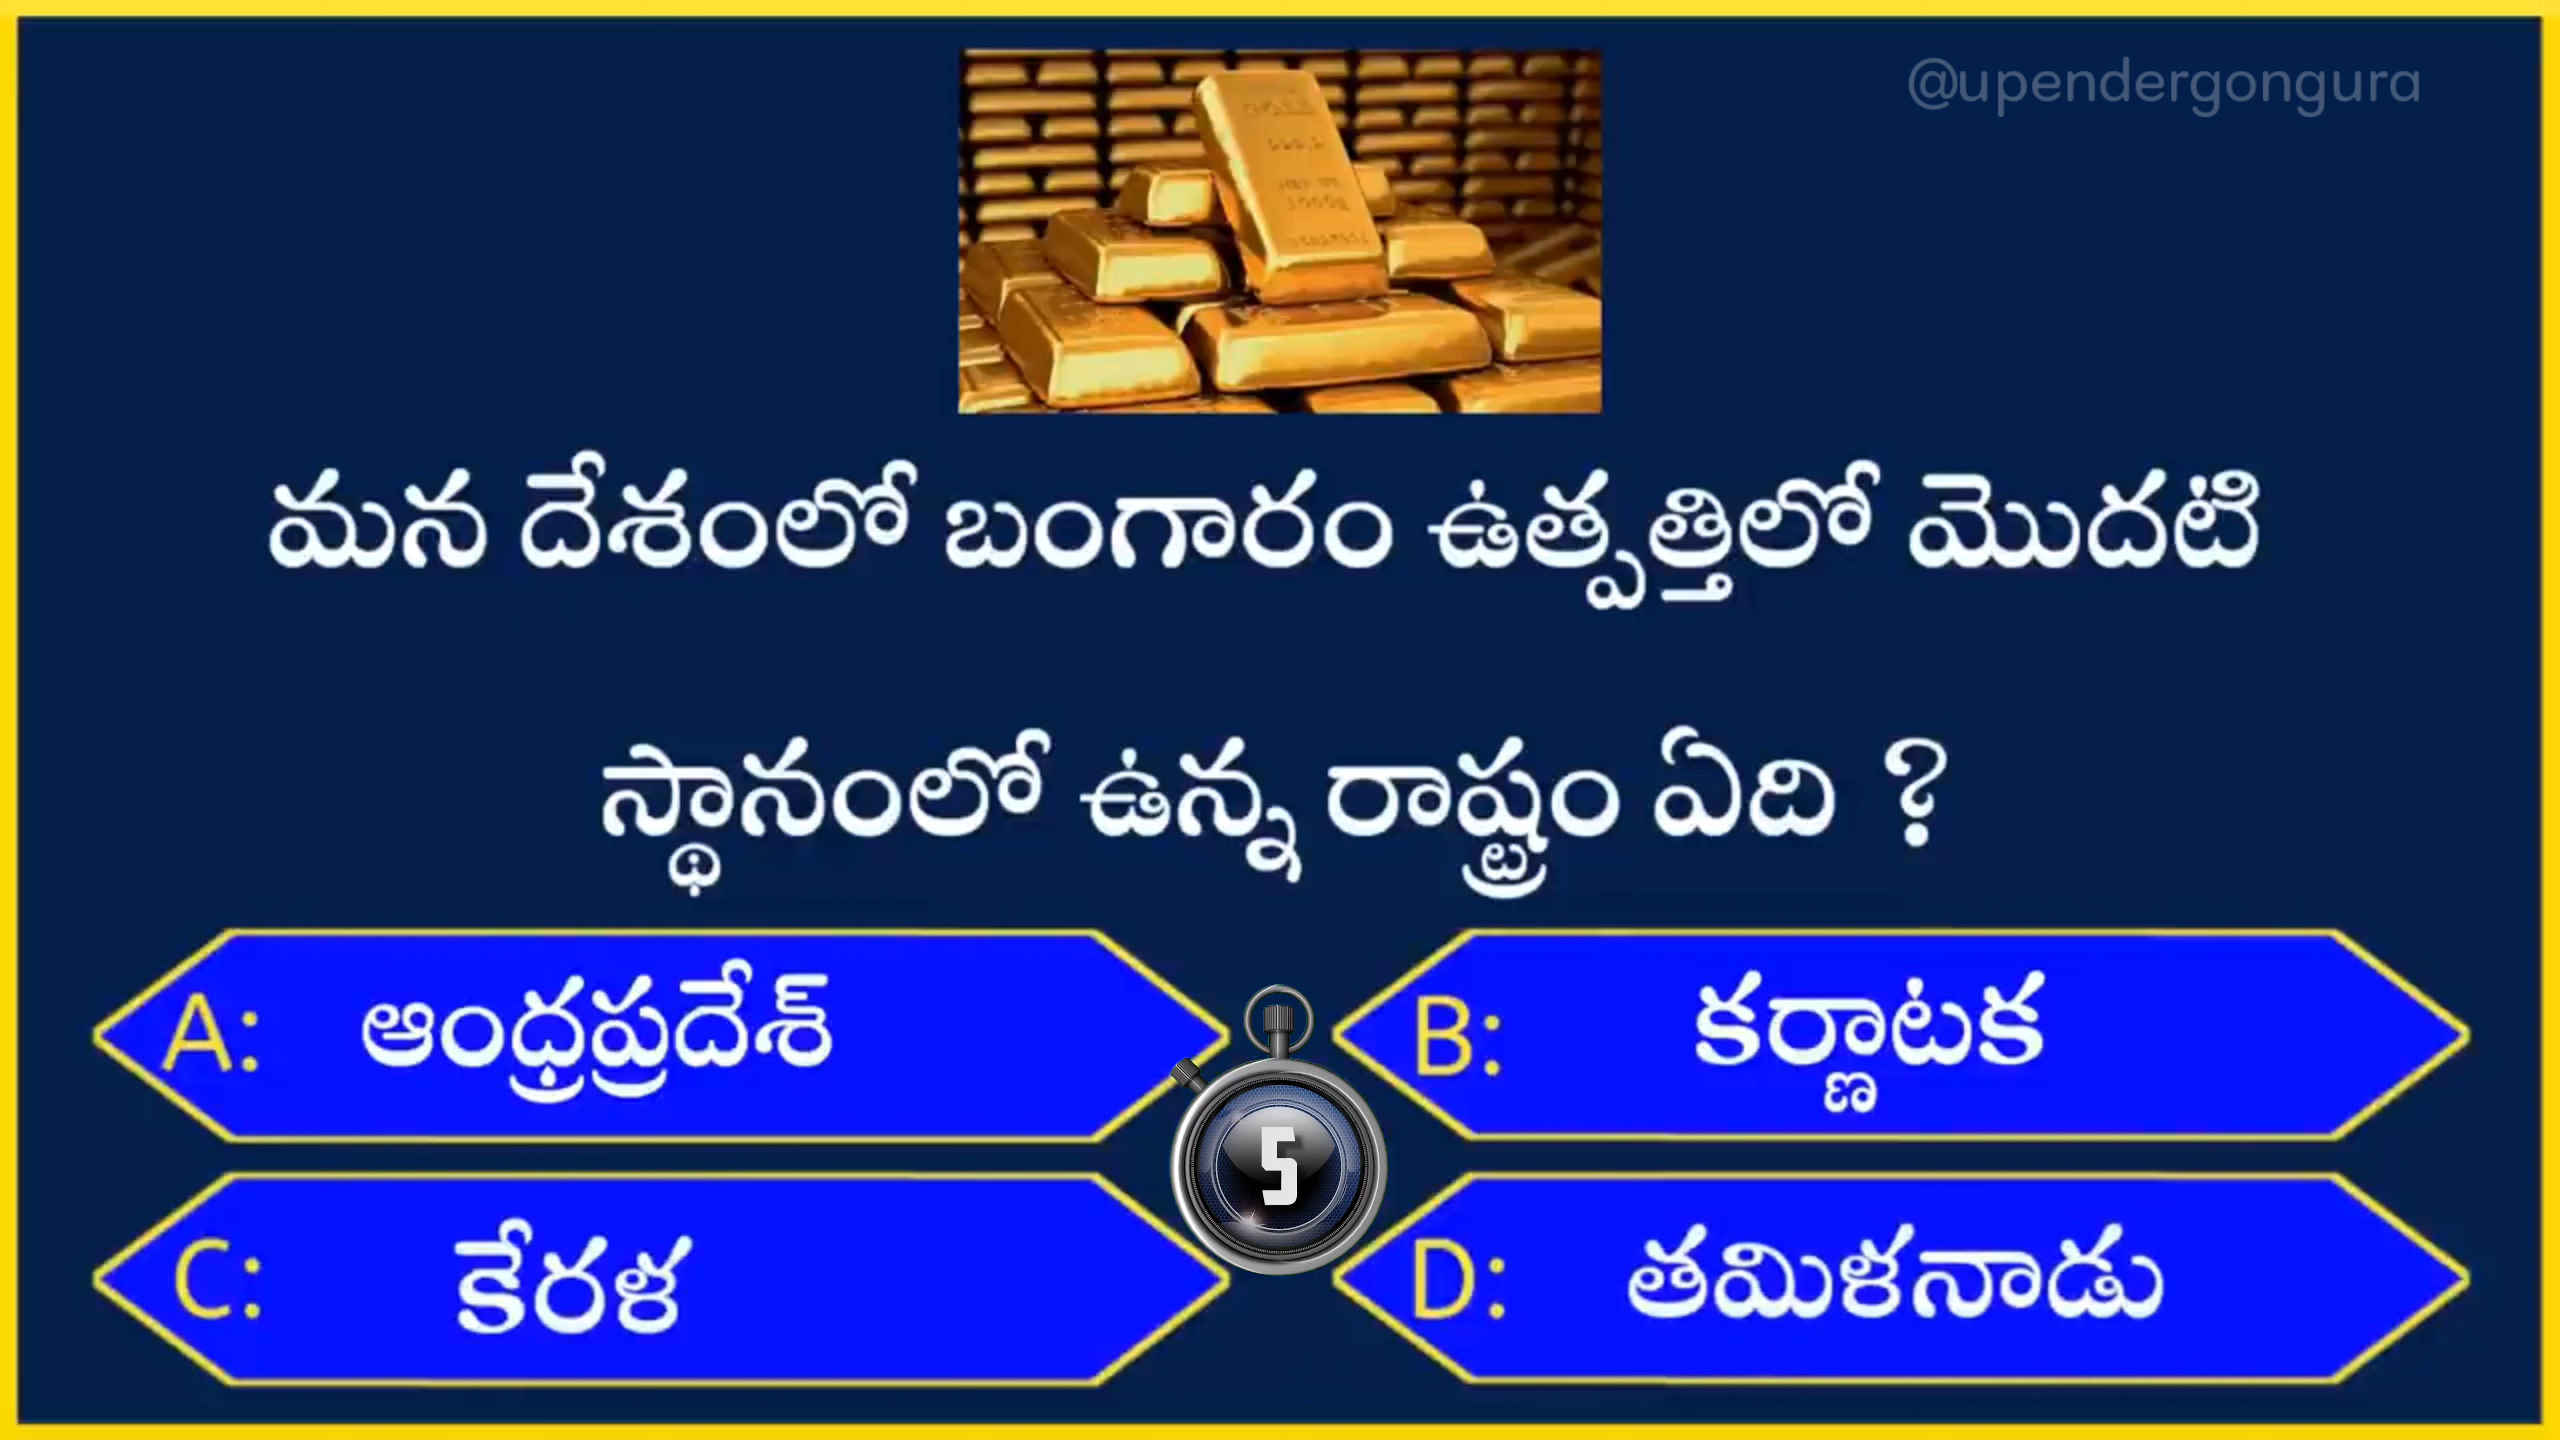 @upendergongura
మన దేశంలో బంగారం ఉత్పత్తిలో మొదటి
స్థానంలో ఉన్న రాష్ట్రం ఏది ?
A: ఆంధ్రప్రదేశ్
B: కర్ణాటక
5
C: కేరళ
D: తమిళనాడు